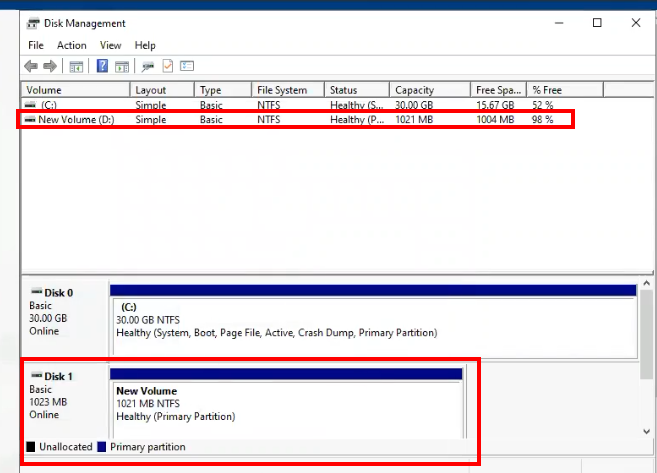 Disk Management
File Action View Help
Volume Layout Type File System Status Capacity Free Spa... % Free
(C:) Simple Basic NTFS Healthy (S... 30.00 GB 15.67 GB 52 %
New Volume (D:) Simple Basic NTFS Healthy (P... 1021 MB 1004 MB 98 %
Disk 0
Basic
30.00 GB
Online
(C:)
30.00 GB NTFS
Healthy (System, Boot, Page File, Active, Crash Dump, Primary Partition)
Disk 1
Basic
1023 MB
Online
New Volume
1021 MB NTFS
Healthy (Primary Partition)
Unallocated Primary partition